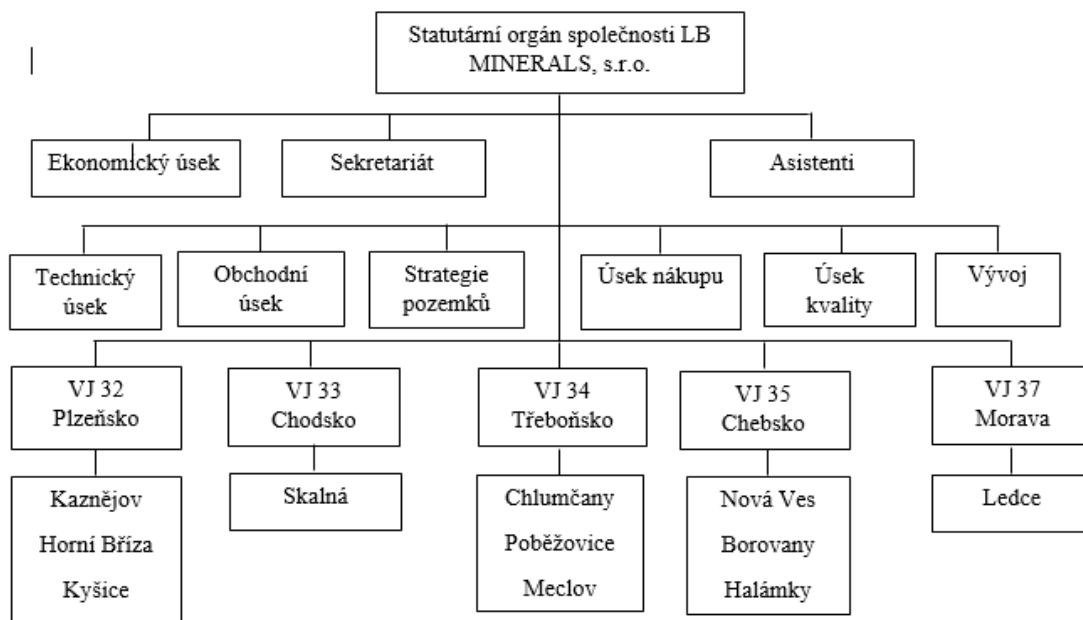 Statutární orgán společnosti LB
MINERALS, s.r.o.
Ekonomický úsek
Sekretariát
Asistenti
Technický
úsek
Obchodní
úsek
Strategie
pozemků
Úsek nákupu
Úsek
kvality
Vývoj
VJ 32
Plzeňsko
VJ 33
Chodsko
VJ 34
Třeboňsko
VJ 35
Chebsko
VJ 37
Morava
Kaznějov
Horní Bříza
Kyšice
Skalná
Chlumčany
Poběžovice
Meclov
Nová Ves
Borovany
Halámky
Ledce